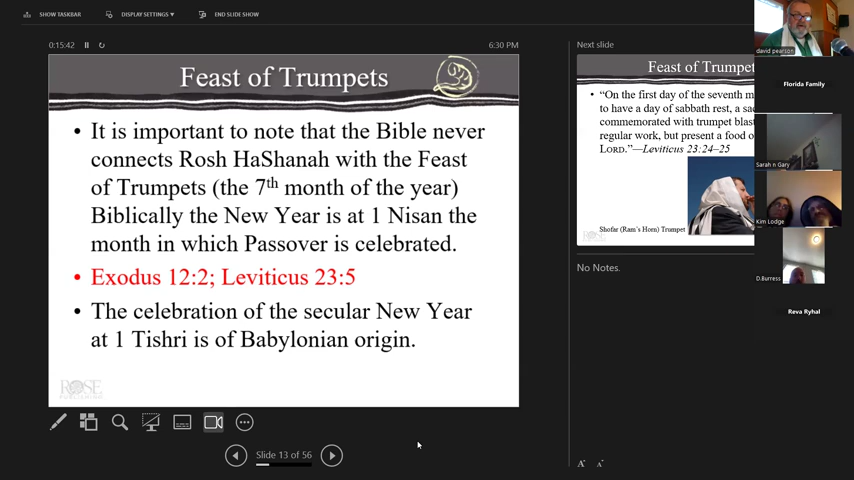 SHOW TASKBAR
DISPLAY SETTINGS
END SLIDE SHOW
0:15:42
6:30 PM
Feast of Trumpets
• It is important to note that the Bible never
connects Rosh HaShanah with the Feast
of Trumpets (the 7th month of the year)
Biblically the New Year is at 1 Nisan the
month in which Passover is celebrated.
• Exodus 12:2; Leviticus 23:5
• The celebration of the secular New Year
at 1 Tishri is of Babylonian origin.
ROSE
Slide 13 of 56
Next slide
Feast of Trumpet
• “On the first day of the seventh m
to have a day of sabbath rest, a sa
commemorated with trumpet blast
regular work, but present a food o
LORD.”—Leviticus 23:24–25
Shofar (Ram's Horn) Trumpet
ROSE
No Notes.
A A
david pearson
Florida Family
Sarah n Gary
Kim Lodge
D.Burress
Reva Ryhal